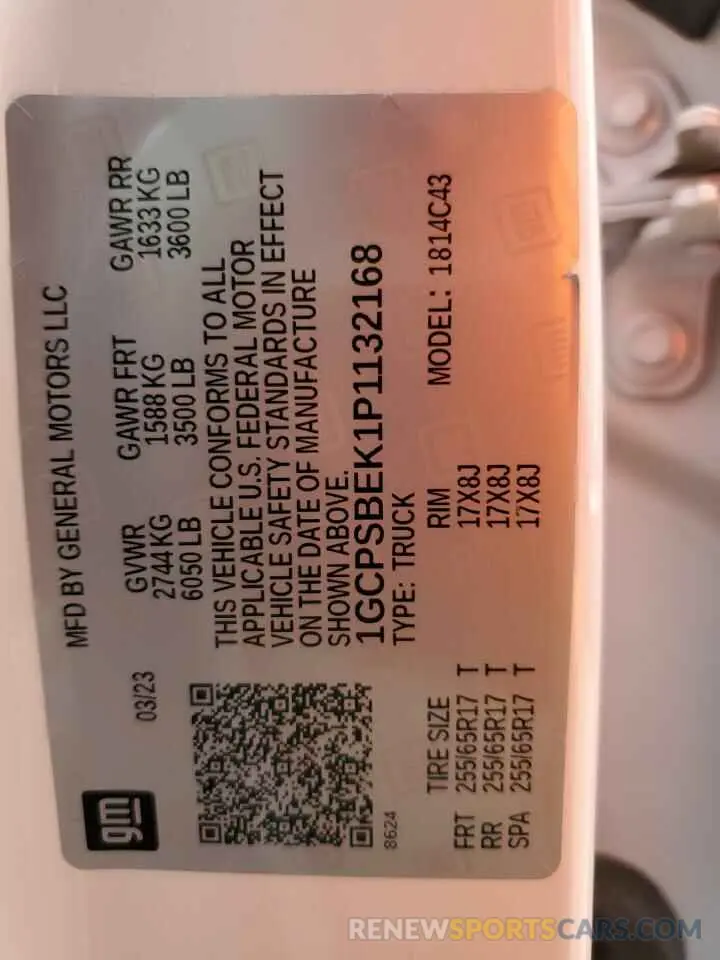 gm
03/23
MFD BY GENERAL MOTORS LLC
GVWR GAWR FRT GAWR RR
2744 KG 1588 KG 1633 KG
6050 LB 3500 LB 3600 LB
THIS VEHICLE CONFORMS TO ALL
APPLICABLE U.S. FEDERAL MOTOR
VEHICLE SAFETY STANDARDS IN EFFECT
ON THE DATE OF MANUFACTURE
SHOWN ABOVE.
1GCPSBEK1P1132168
8624
TYPE: TRUCK
MODEL: 1814C43
TIRE SIZE RIM
FRT 255/65R17 T 17X8J
RR 255/65R17 T 17X8J
SPA 255/65R17 T 17X8J
RENEWSPORTSCARS.COM